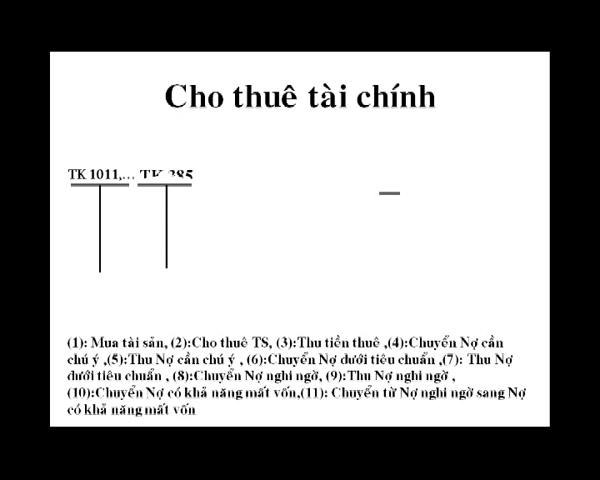 Cho thuê tài chính
TK 1011,... TK 385
(1): Mua tài sản, (2):Cho thuê TS, (3):Thu tiền thuê ,(4):Chuyển Nợ cần
chú ý ,(5):Thu Nợ cần chú ý , (6):Chuyển Nợ dưới tiêu chuẩn ,(7): Thu Nợ
dưới tiêu chuẩn , (8):Chuyển Nợ nghi ngờ, (9):Thu Nợ nghi ngờ ,
(10):Chuyển Nợ có khả năng mất vốn,(11): Chuyển từ Nợ nghi ngờ sang Nợ
có khả năng mất vốn